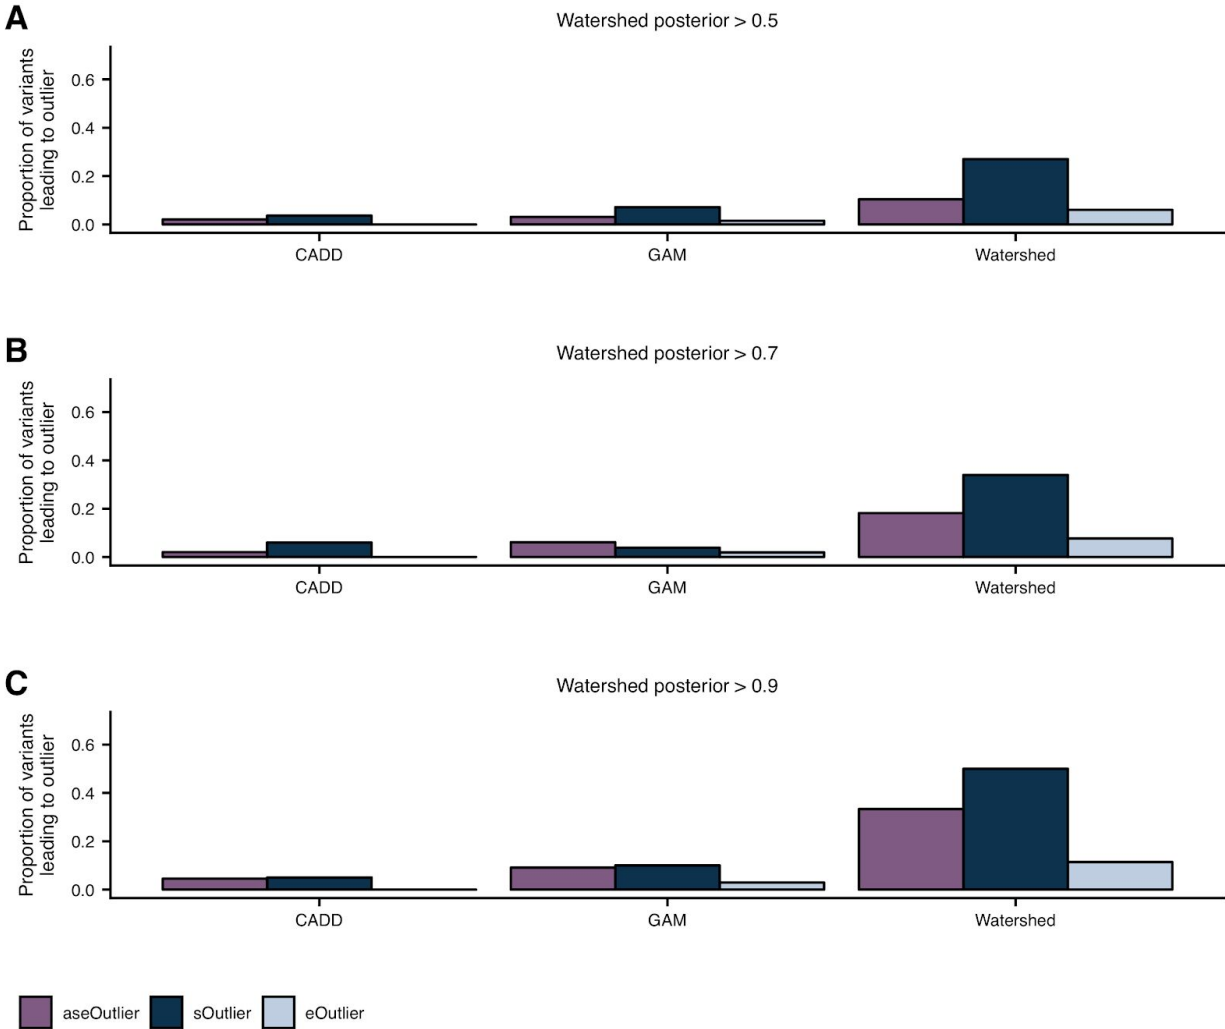 A
Watershed posterior > 0.5
Proportion of variants
leading to outlier
0.6
0.4
0.2
0.0
CADD
GAM
Watershed
B
Watershed posterior > 0.7
Proportion of variants
leading to outlier
0.6
0.4
0.2
0.0
CADD
GAM
Watershed
C
Watershed posterior > 0.9
Proportion of variants
leading to outlier
0.6
0.4
0.2
0.0
CADD
GAM
Watershed
aseOutlier sOutlier eOutlier